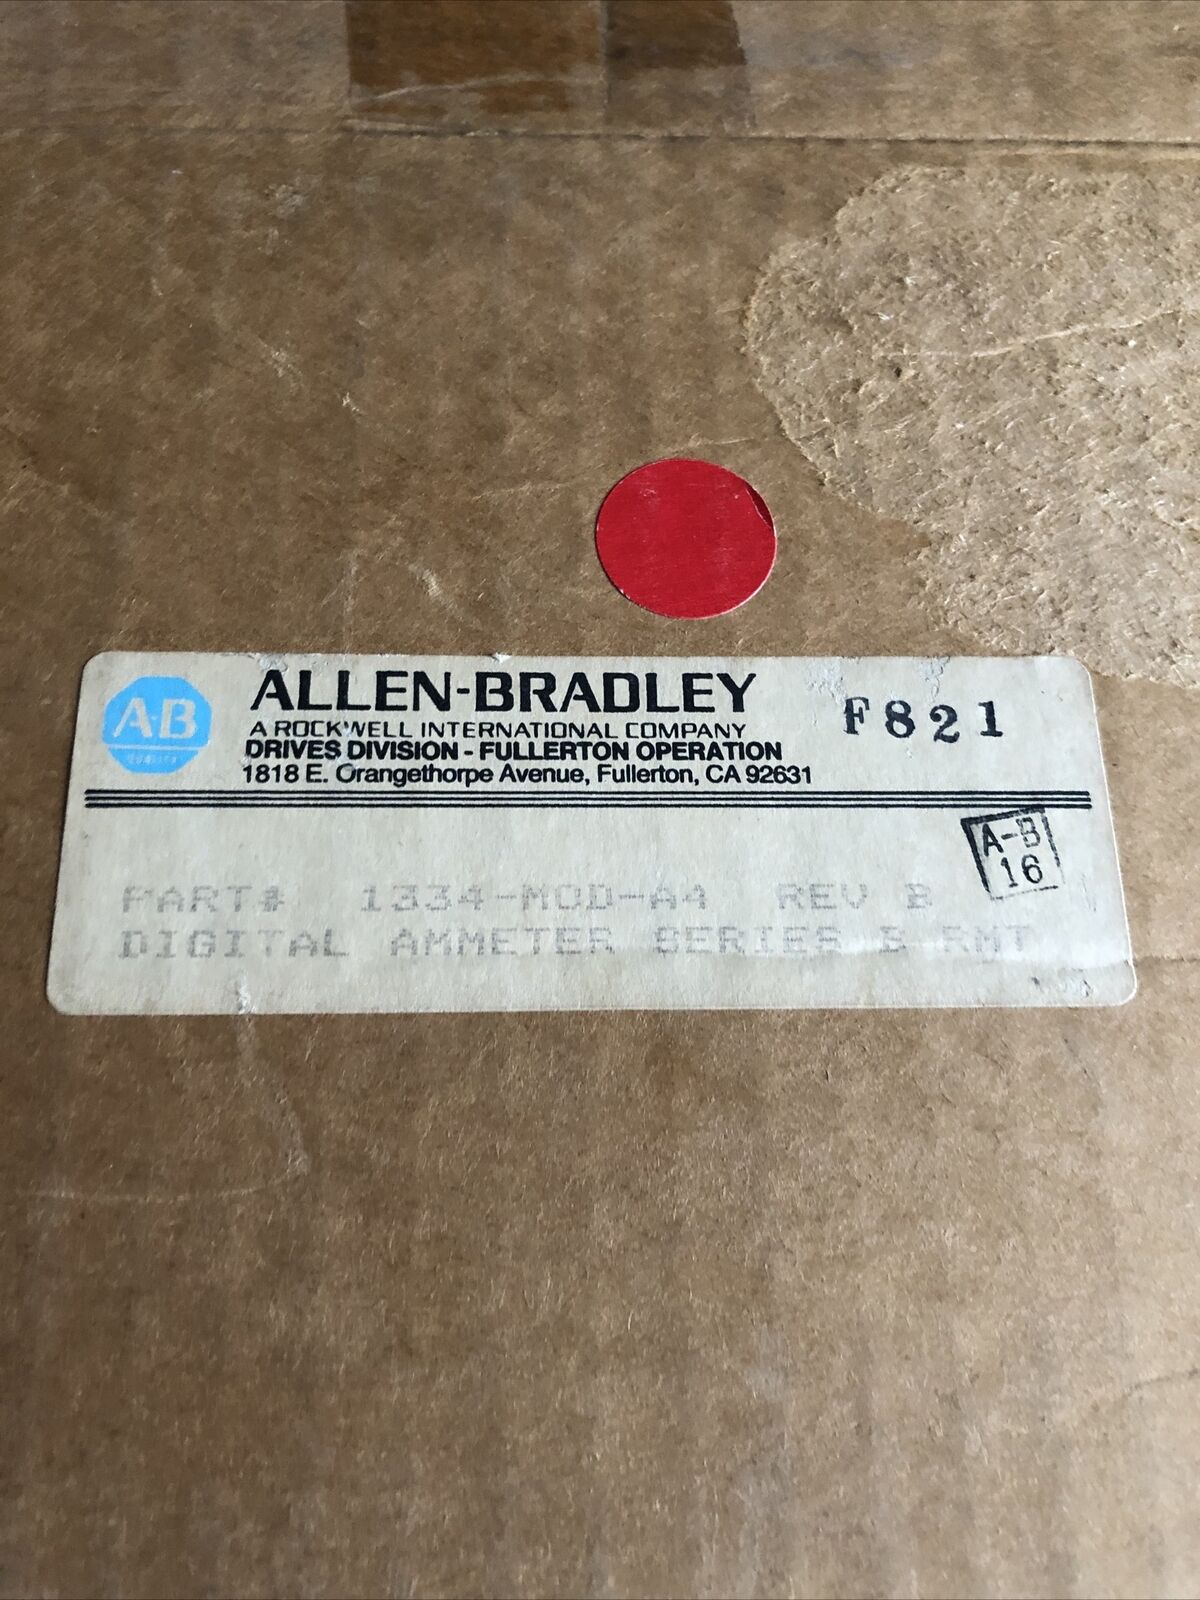 A-B
QUALITY
ALLEN-BRADLEY
A ROCKWELL INTERNATIONAL COMPANY
DRIVES DIVISION - FULLERTON OPERATION
1818 E. Orangethorpe Avenue, Fullerton, CA 92631
F821
A-B
16
PART# 1334-MOD-A4 REV B
DIGITAL AMMETER SERIES B RMT